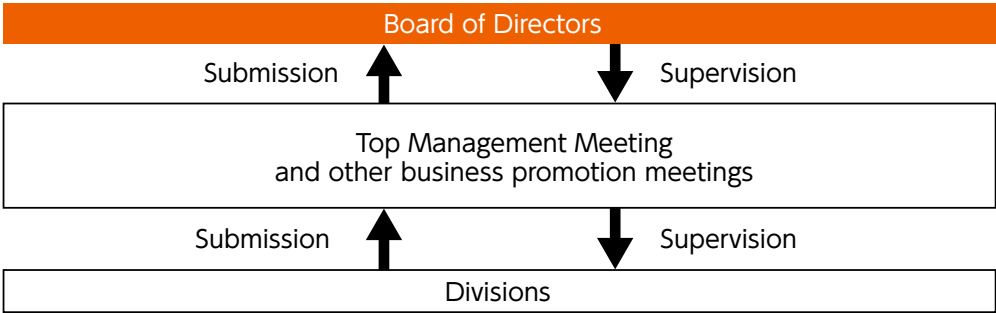 Board of Directors
Submission
Supervision
Top Management Meeting
and other business promotion meetings
Submission
Supervision
Divisions